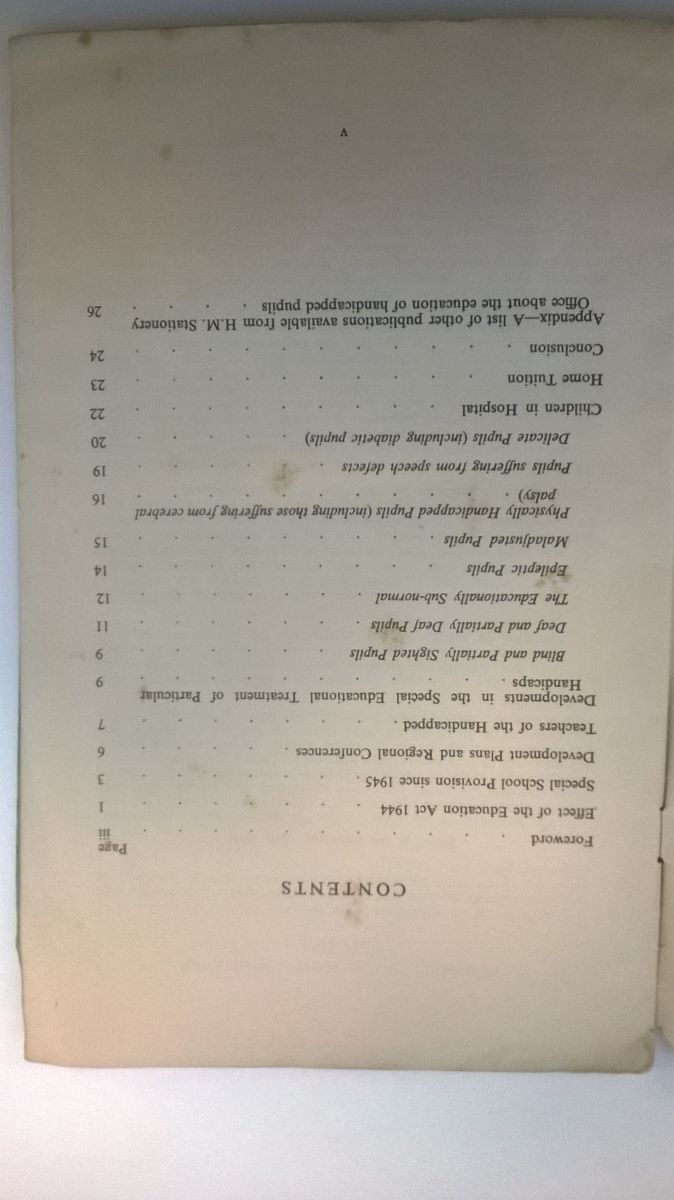 CONTENTS
Page
Foreword . . . . . . . . . . . iii
Effect of the Education Act 1944 . . . . . . . 1
Special School Provision since 1945 . . . . . . . 3
Development Plans and Regional Conferences . . . . . 6
Teachers of the Handicapped . . . . . . . . 7
Developments in the Special Educational Treatment of Particular
Handicaps . . . . . . . . . . . 9
Blind and Partially Sighted Pupils . . . . . . 9
Deaf and Partially Deaf Pupils . . . . . . . 11
The Educationally Sub-normal . . . . . . . 12
Epileptic Pupils . . . . . . . . . 14
Maladjusted Pupils . . . . . . . . . 15
Physically Handicapped Pupils (including those suffering from cerebral
palsy) . . . . . . . . . . . 16
Pupils suffering from speech defects . . . . . . 19
Delicate Pupils (including diabetic pupils) . . . . . 20
Children in Hospital . . . . . . . . . 22
Home Tuition . . . . . . . . . . 23
Conclusion . . . . . . . . . . . 24
Appendix—A list of other publications available from H.M. Stationery
Office about the education of handicapped pupils . . . . 26
v